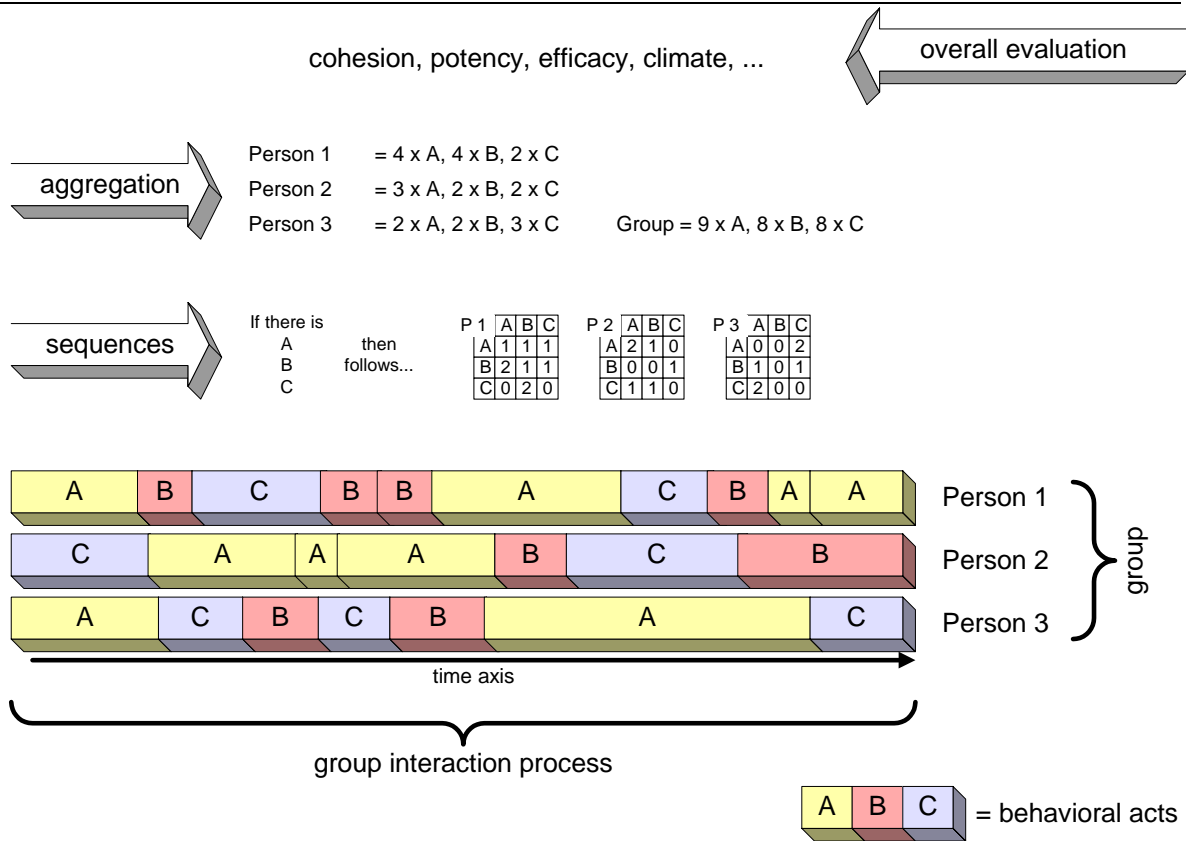 cohesion, potency, efficacy, climate, ...
overall evaluation
aggregation
Person 1 = 4 x A, 4 x B, 2 x C
Person 2 = 3 x A, 2 x B, 2 x C
Person 3 = 2 x A, 2 x B, 3 x C Group = 9 x A, 8 x B, 8 x C
sequences
If there is
A then
B follows...
C
P 1 A B C
A 1 1 1
B 2 1 1
C 0 2 0
P 2 A B C
A 2 1 0
B 0 0 1
C 1 1 0
P 3 A B C
A 0 0 2
B 1 0 1
C 2 0 0
A B C B B A C B A A Person 1
C A A A B C B Person 2
A C B C B A C Person 3
group
time axis
group interaction process
A B C = behavioral acts